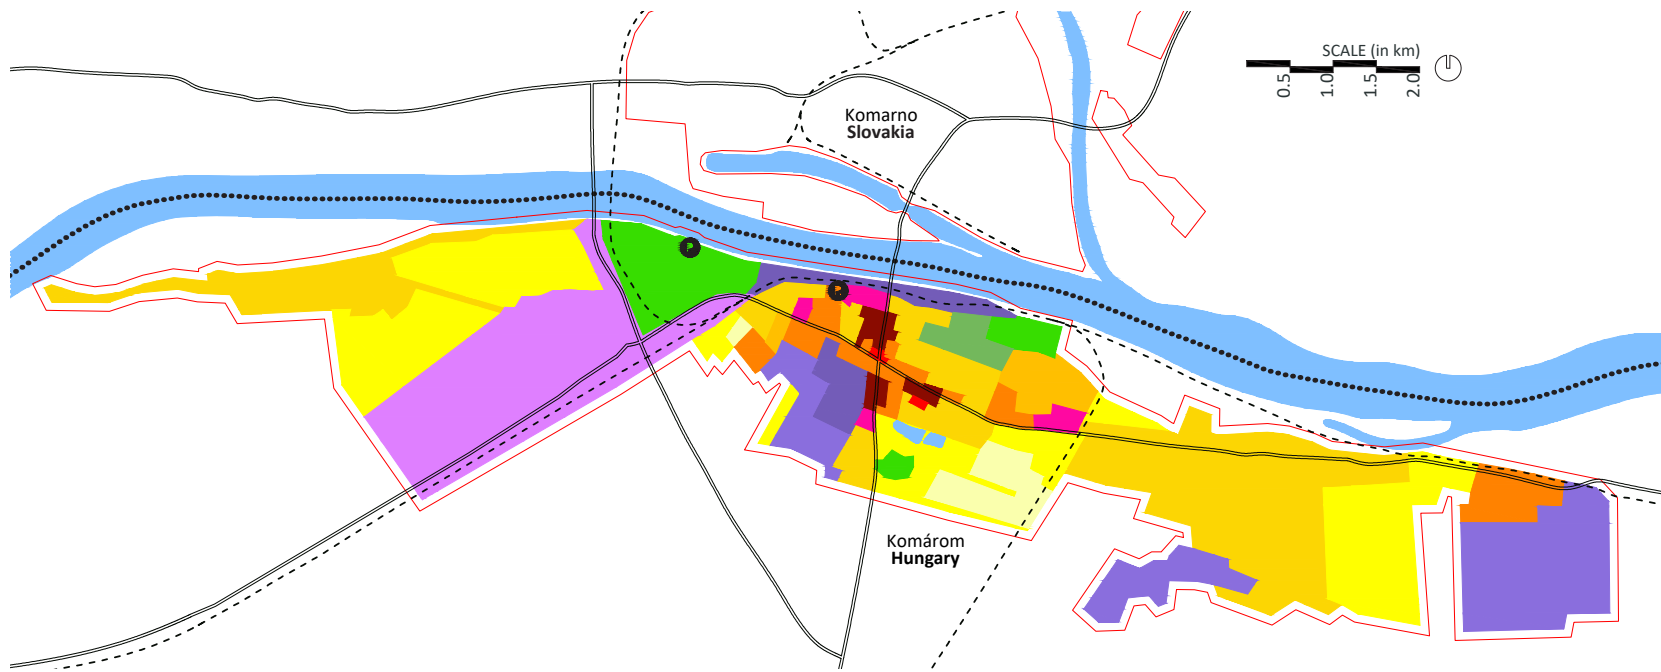 SCALE (in km)
0.5
1.0
1.5
2.0
Komarno
Slovakia
P
R
Komárom
Hungary